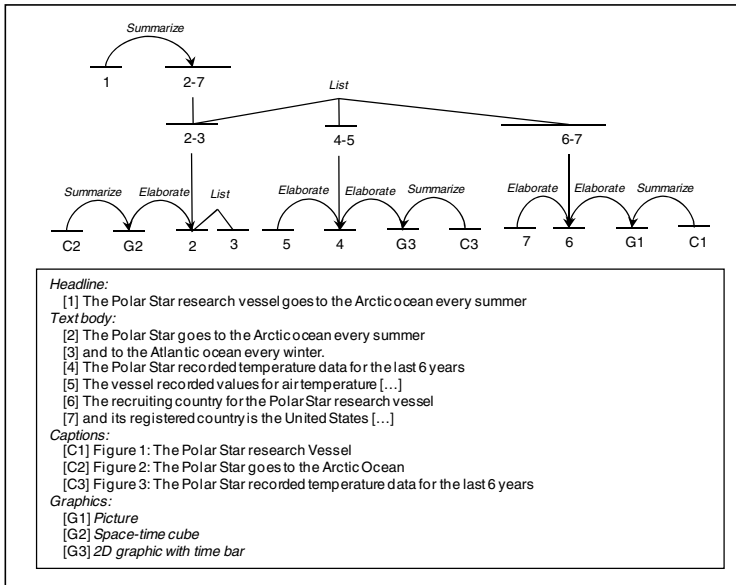 Summarize
1 2-7
List
2-3 4-5 6-7
Summarize Elaborate List Elaborate Elaborate Summarize Elaborate Elaborate Summarize
C2 G2 2 3 5 4 G3 C3 7 6 G1 C1
Headline:
[1] The Polar Star research vessel goes to the Arctic ocean every summer
Text body:
[2] The Polar Star goes to the Arctic ocean every summer
[3] and to the Atlantic ocean every winter.
[4] The Polar Star recorded temperature data for the last 6 years
[5] The vessel recorded values for air temperature […]
[6] The recruiting country for the Polar Star research vessel
[7] and its registered country is the United States […]
Captions:
[C1] Figure 1: The Polar Star research Vessel
[C2] Figure 2: The Polar Star goes to the Arctic Ocean
[C3] Figure 3: The Polar Star recorded temperature data for the last 6 years
Graphics:
[G1] Picture
[G2] Space-time cube
[G3] 2D graphic with time bar